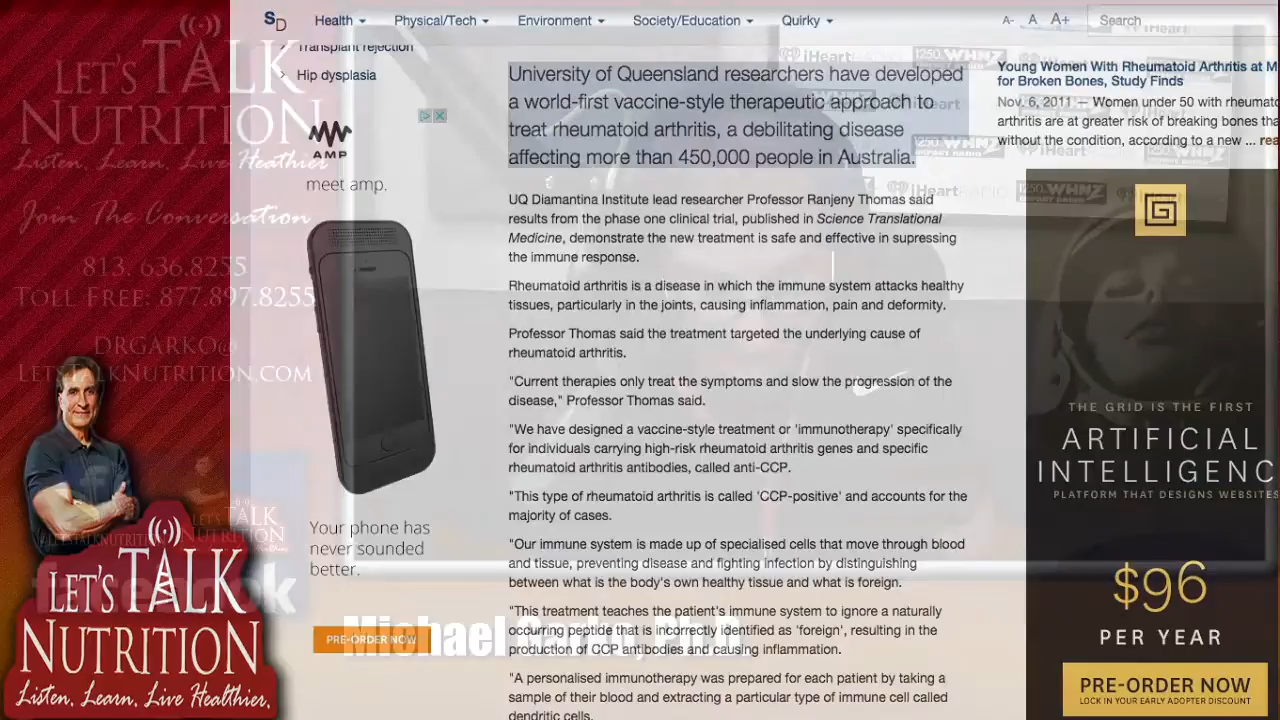 SD
Health
Physical/Tech
Environment
Society/Education
Quirky
A- A A+
Search
LET'S TALK
NUTRITION
Listen, Learn, Live Healthier
Join The Conversation
813. 636.8255
TOLL FREE: 877.897.8255
DRGARKO@
LETSTALKNUTRITION.COM
LET'S TALK
NUTRITION
Listen, Learn, Live Healthier.
facebook
Transplant rejection
Hip dysplasia
AMP
meet amp.
Your phone has
never sounded
better.
PRE-ORDER NOW
University of Queensland researchers have developed
a world-first vaccine-style therapeutic approach to
treat rheumatoid arthritis, a debilitating disease
affecting more than 450,000 people in Australia.
UQ Diamantina Institute lead researcher Professor Ranjeny Thomas said
results from the phase one clinical trial, published in Science Translational
Medicine, demonstrate the new treatment is safe and effective in supressing
the immune response.
Rheumatoid arthritis is a disease in which the immune system attacks healthy
tissues, particularly in the joints, causing inflammation, pain and deformity.
Professor Thomas said the treatment targeted the underlying cause of
rheumatoid arthritis.
"Current therapies only treat the symptoms and slow the progression of the
disease," Professor Thomas said.
"We have designed a vaccine-style treatment or 'immunotherapy' specifically
for individuals carrying high-risk rheumatoid arthritis genes and specific
rheumatoid arthritis antibodies, called anti-CCP.
"This type of rheumatoid arthritis is called 'CCP-positive' and accounts for the
majority of cases.
"Our immune system is made up of specialised cells that move through blood
and tissue, preventing disease and fighting infection by distinguishing
between what is the body's own healthy tissue and what is foreign.
"This treatment teaches the patient's immune system to ignore a naturally
occurring peptide that is incorrectly identified as 'foreign', resulting in the
production of CCP antibodies and causing inflammation.
"A personalised immunotherapy was prepared for each patient by taking a
sample of their blood and extracting a particular type of immune cell called
dendritic cells.
Michael Garko, Ph.D.
Young Women With Rheumatoid Arthritis at M
for Broken Bones, Study Finds
Nov. 6, 2011 — Women under 50 with rheumat
arthritis are at greater risk of breaking bones tha
without the condition, according to a new ... rea
iHeart
1250 WHNZ
THE GRID IS THE FIRST
ARTIFICIAL
INTELLIGENC
PLATFORM THAT DESIGNS WEBSITES
$96
PER YEAR
PRE-ORDER NOW
LOCK IN YOUR EARLY ADOPTER DISCOUNT